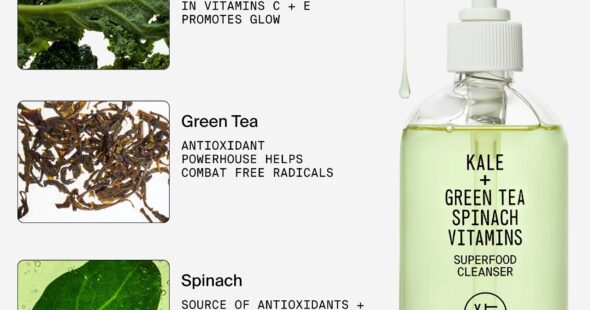 IN VITAMINS C + E
PROMOTES GLOW
Green Tea
ANTIOXIDANT
POWERHOUSE HELPS
COMBAT FREE RADICALS
Spinach
SOURCE OF ANTIOXIDANTS +
KALE
+
GREEN TEA
SPINACH
VITAMINS
SUPERFOOD
CLEANSER